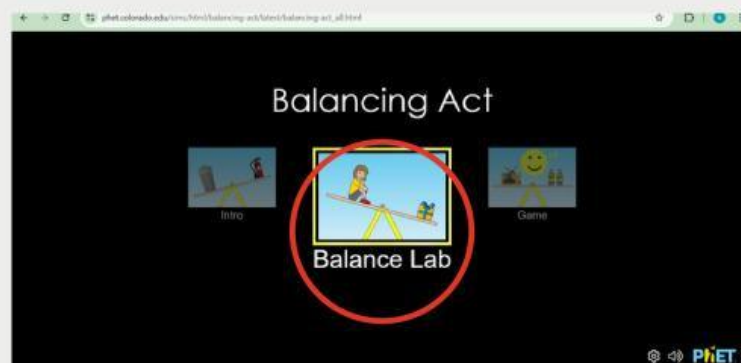 phet.colorado.edu/sims/html/balancing-act/latest/balancing-act_all.html
Balancing Act
Intro
Balance Lab
Game
PhET